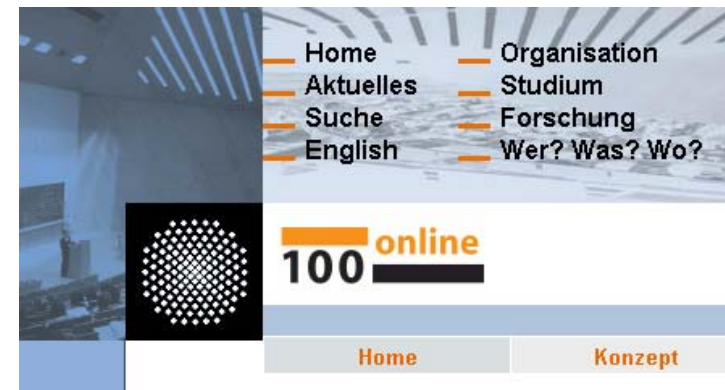 Home Organisation
Aktuelles Studium
Suche Forschung
English Wer? Was? Wo?
online
100
Home Konzept